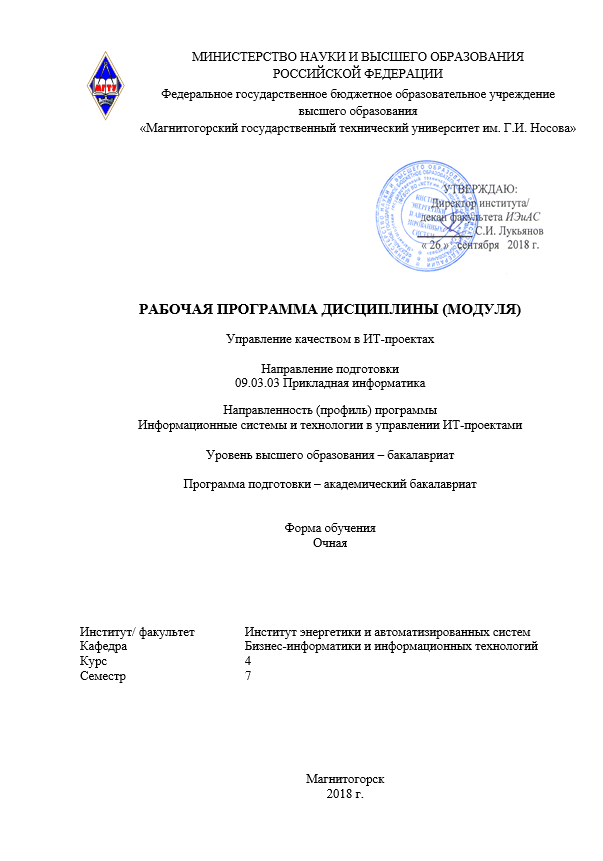 МИНИСТЕРСТВО НАУКИ И ВЫСШЕГО ОБРАЗОВАНИЯ
РОССИЙСКОЙ ФЕДЕРАЦИИ
Федеральное государственное бюджетное образовательное учреждение
высшего образования
«Магнитогорский государственный технический университет им. Г.И. Носова»
МГТУ
УТВЕРЖДАЮ:
Директор института/
декан факультета ИЭиАС
С.И. Лукьянов
« 26 » сентября 2018 г.
РАБОЧАЯ ПРОГРАММА ДИСЦИПЛИНЫ (МОДУЛЯ)
Управление качеством в ИТ-проектах
Направление подготовки
09.03.03 Прикладная информатика
Направленность (профиль) программы
Информационные системы и технологии в управлении ИТ-проектами
Уровень высшего образования – бакалавриат
Программа подготовки – академический бакалавриат
Форма обучения
Очная
Институт/ факультет Институт энергетики и автоматизированных систем
Кафедра Бизнес-информатики и информационных технологий
Курс 4
Семестр 7
Магнитогорск
2018 г.